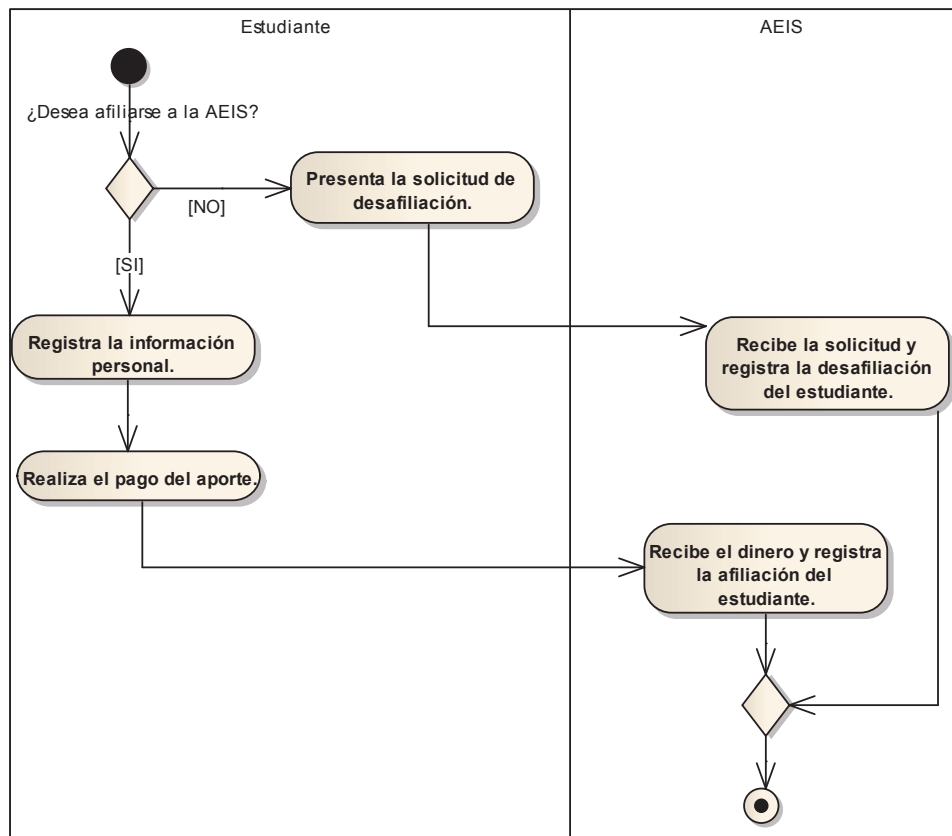 Estudiante
AEIS
¿Desea afiliarse a la AEIS?
Presenta la solicitud de
desafiliación.
[NO]
[SI]
Registra la información
personal.
Recibe la solicitud y
registra la desafiliación
del estudiante.
Realiza el pago del aporte.
Recibe el dinero y registra
la afiliación del
estudiante.